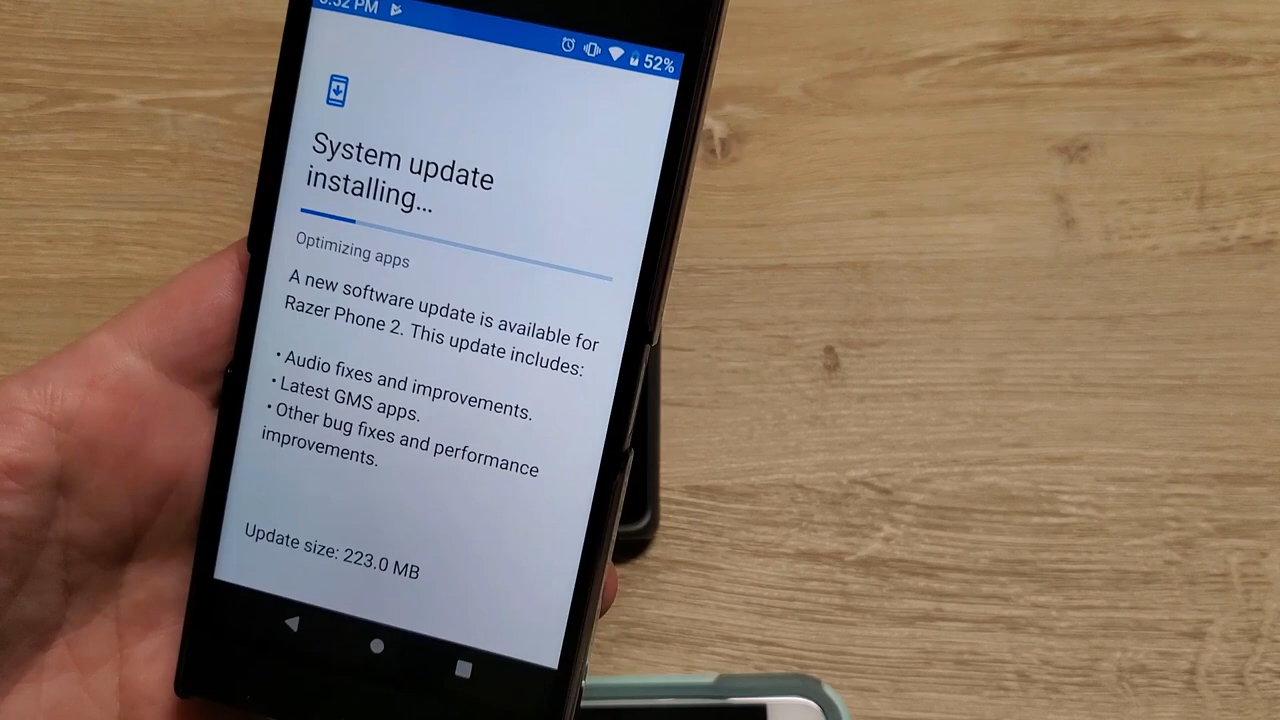 PM
52%
System update
installing...
Optimizing apps
A new software update is available for
Razer Phone 2. This update includes:
• Audio fixes and improvements.
• Latest GMS apps.
• Other bug fixes and performance
improvements.
Update size: 223.0 MB